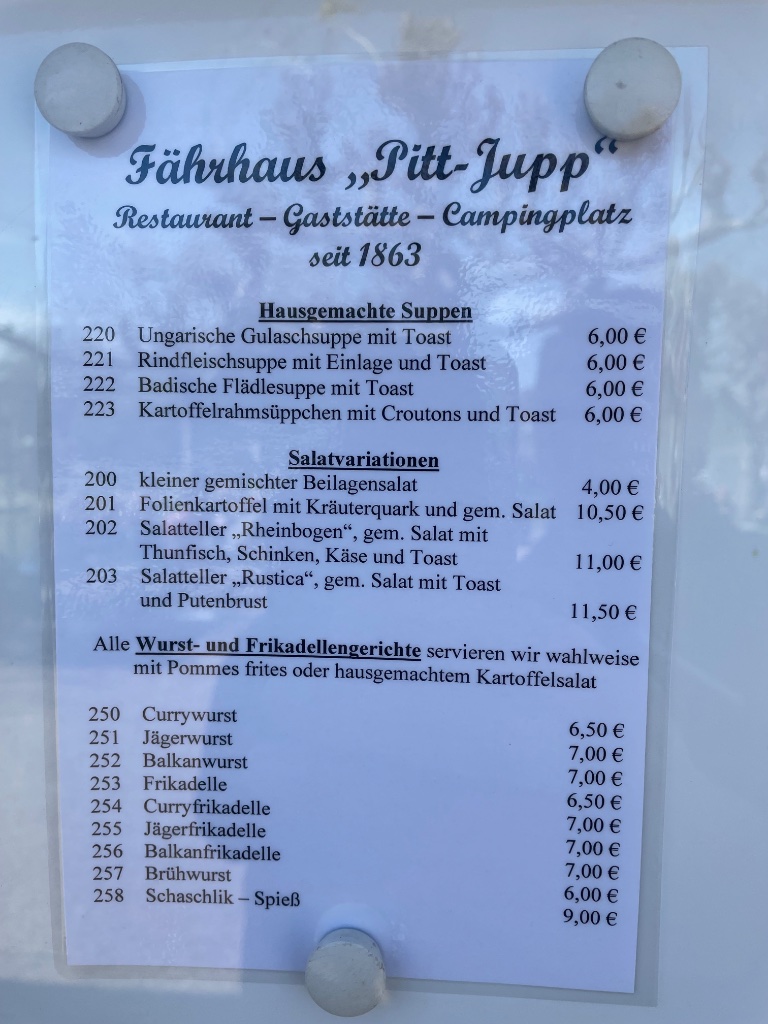 Fährhaus „Pitt-Jupp“
Restaurant – Gaststätte – Campingplatz
seit 1863
Hausgemachte Suppen
220 Ungarische Gulaschsuppe mit Toast 6,00 €
221 Rindfleischsuppe mit Einlage und Toast 6,00 €
222 Badische Flädlesuppe mit Toast 6,00 €
223 Kartoffelrahmsüppchen mit Croutons und Toast 6,00 €
Salatvariationen
200 kleiner gemischter Beilagensalat 4,00 €
201 Folienkartoffel mit Kräuterquark und gem. Salat 10,50 €
202 Salatteller „Rheinbogen“, gem. Salat mit
Thunfisch, Schinken, Käse und Toast 11,00 €
203 Salatteller „Rustica“, gem. Salat mit Toast
und Putenbrust 11,50 €
Alle Wurst- und Frikadellengerichte servieren wir wahlweise
mit Pommes frites oder hausgemachtem Kartoffelsalat
250 Currywurst 6,50 €
251 Jägerwurst 7,00 €
252 Balkanwurst 7,00 €
253 Frikadelle 6,50 €
254 Curryfrikadelle 7,00 €
255 Jägerfrikadelle 7,00 €
256 Balkanfrikadelle 7,00 €
257 Brühwurst 6,00 €
258 Schaschlik – Spieß 9,00 €